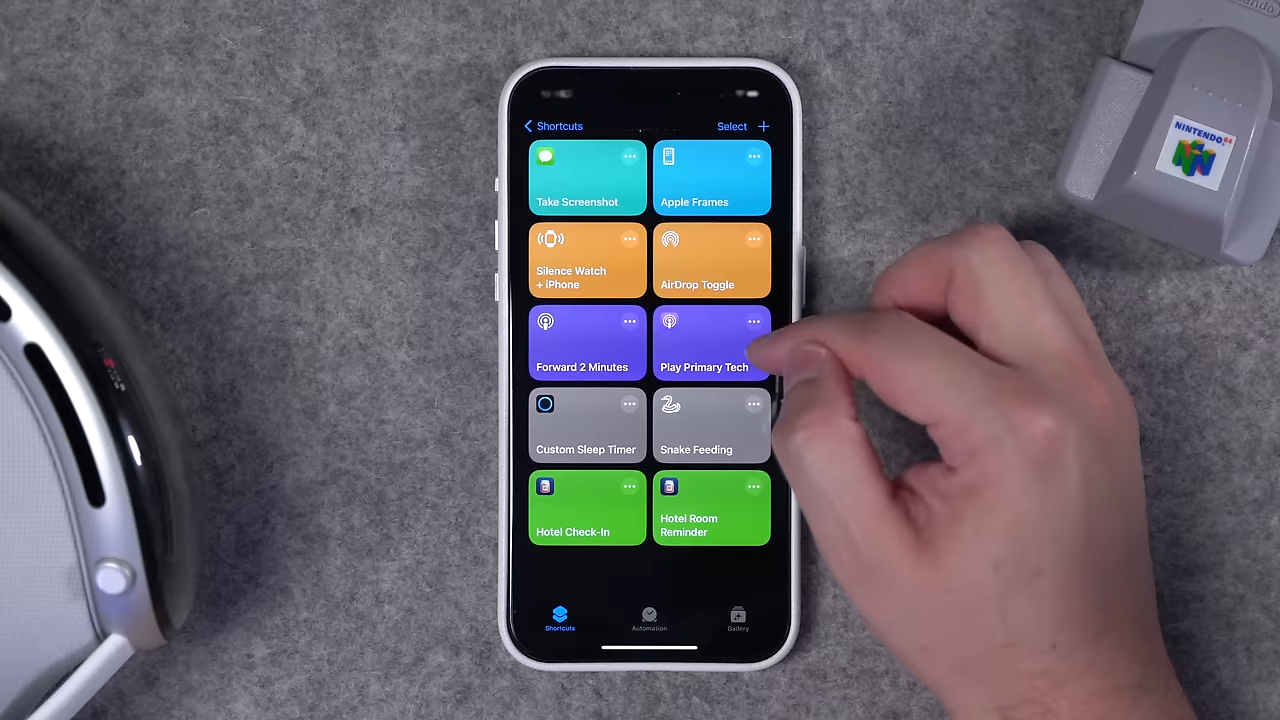 Shortcuts
Select
Take Screenshot
Apple Frames
Silence Watch
+ iPhone
AirDrop Toggle
Forward 2 Minutes
Play Primary Tech
Custom Sleep Timer
Snake Feeding
Hotel Check-In
Hotel Room
Reminder
Shortcuts
Automation
Gallery
NINTENDO 64